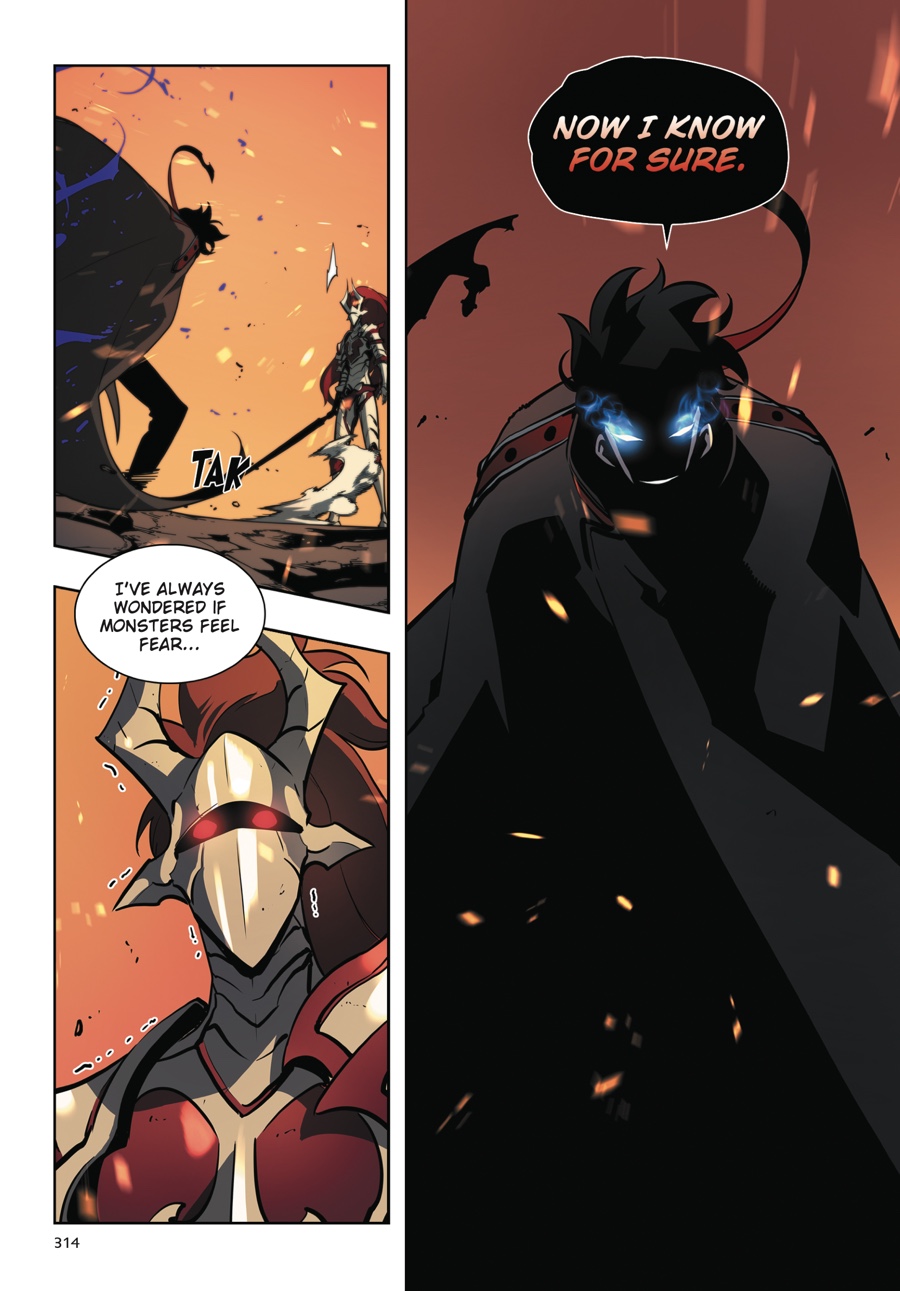 TAK
I'VE ALWAYS
WONDERED IF
MONSTERS FEEL
FEAR...
NOW I KNOW
FOR SURE.
314